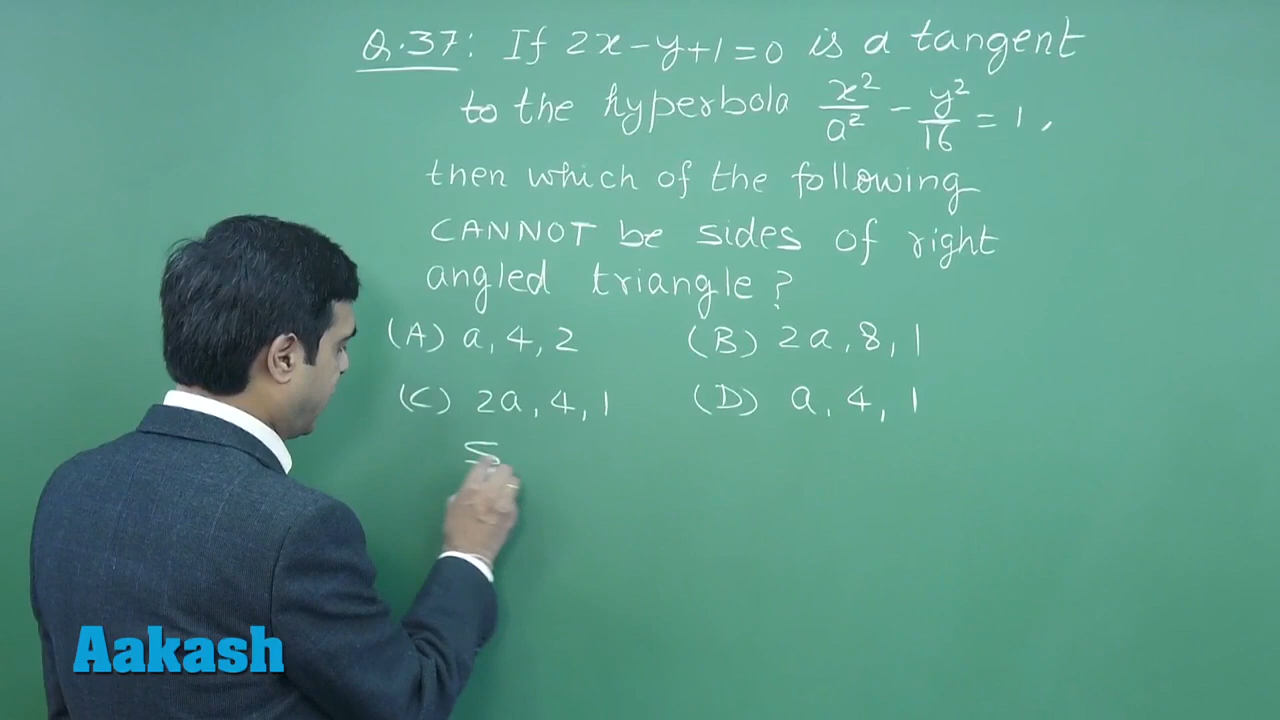 Q.37: If 2x-y+1=0 is a tangent
to the hyperbola x²/a² - y²/16 = 1,
then which of the following
CANNOT be sides of right
angled triangle?
(A) a, 4, 2 (B) 2a, 8, 1
(C) 2a, 4, 1 (D) a, 4, 1
S
Aakash